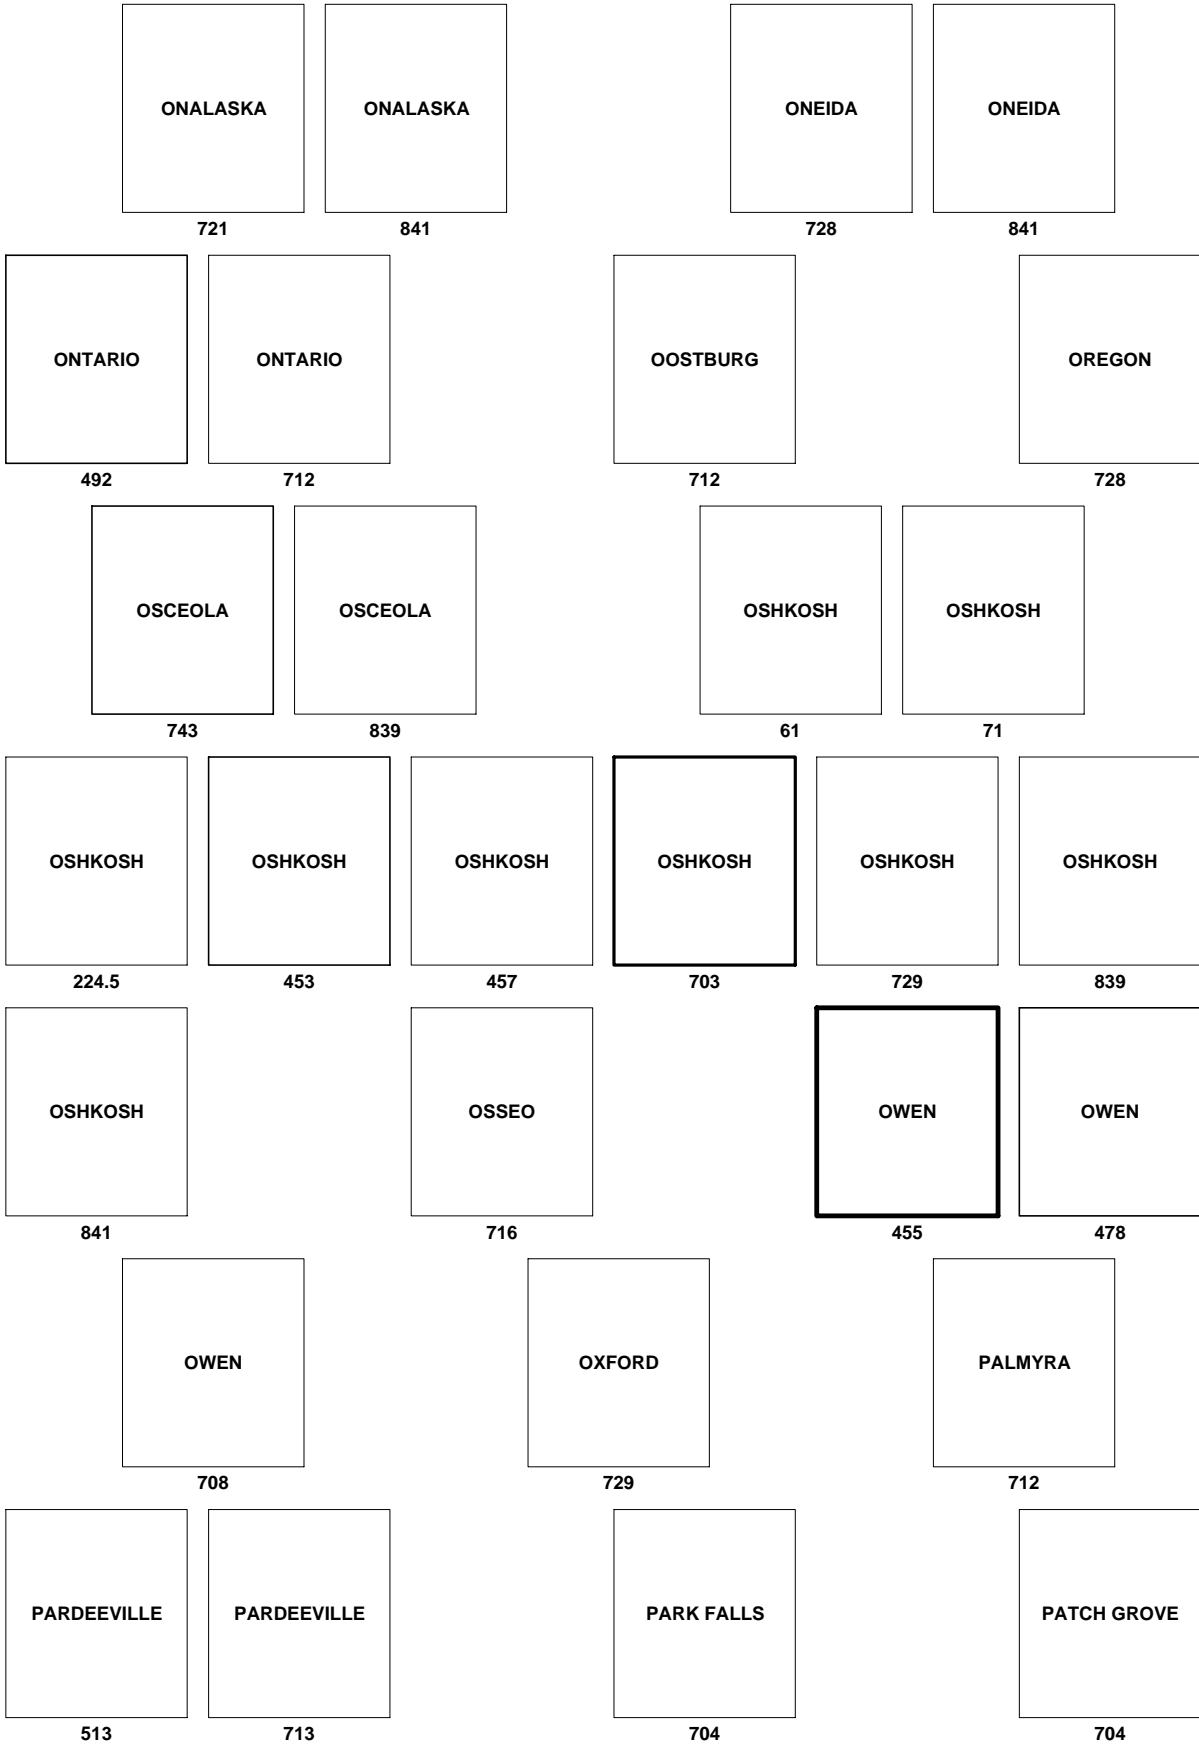 ONALASKA ONALASKA ONEIDA ONEIDA
721 841 728 841
ONTARIO ONTARIO OOSTBURG OREGON
492 712 712 728
OSCEOLA OSCEOLA OSHKOSH OSHKOSH
743 839 61 71
OSHKOSH OSHKOSH OSHKOSH OSHKOSH OSHKOSH OSHKOSH
224.5 453 457 703 729 839
OSHKOSH OSSEO OWEN OWEN
841 716 455 478
OWEN OXFORD PALMYRA
708 729 712
PARDEEVILLE PARDEEVILLE PARK FALLS PATCH GROVE
513 713 704 704